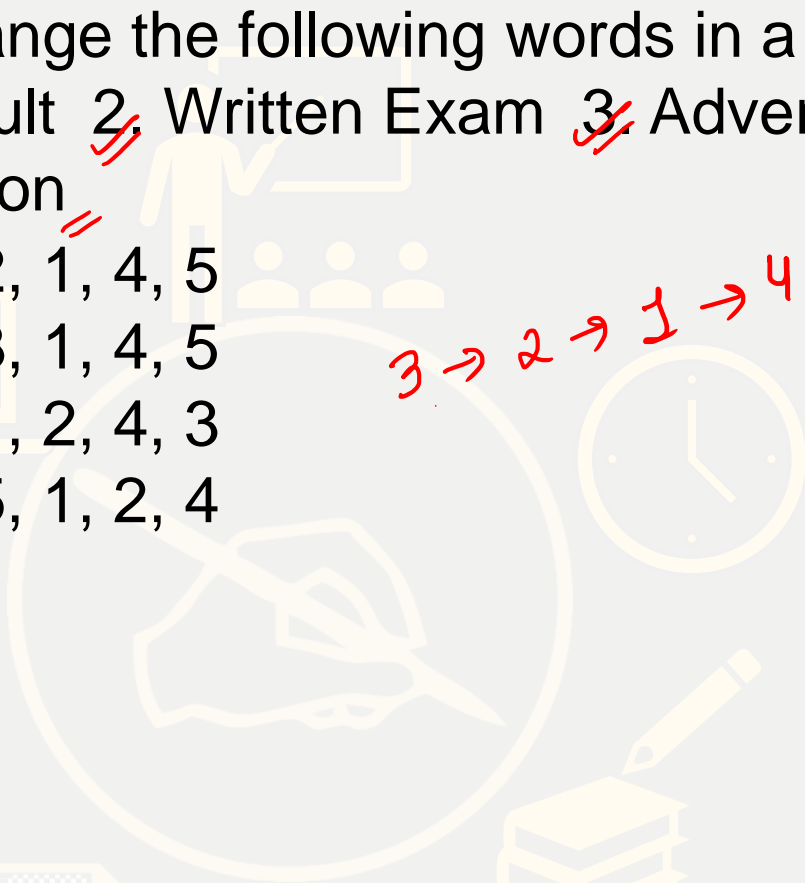 ange the following words in a
ult 2. Written Exam 3. Adver
on
, 1, 4, 5
, 1, 4, 5
, 2, 4, 3
, 1, 2, 4
3 → 2 → 1 → 4